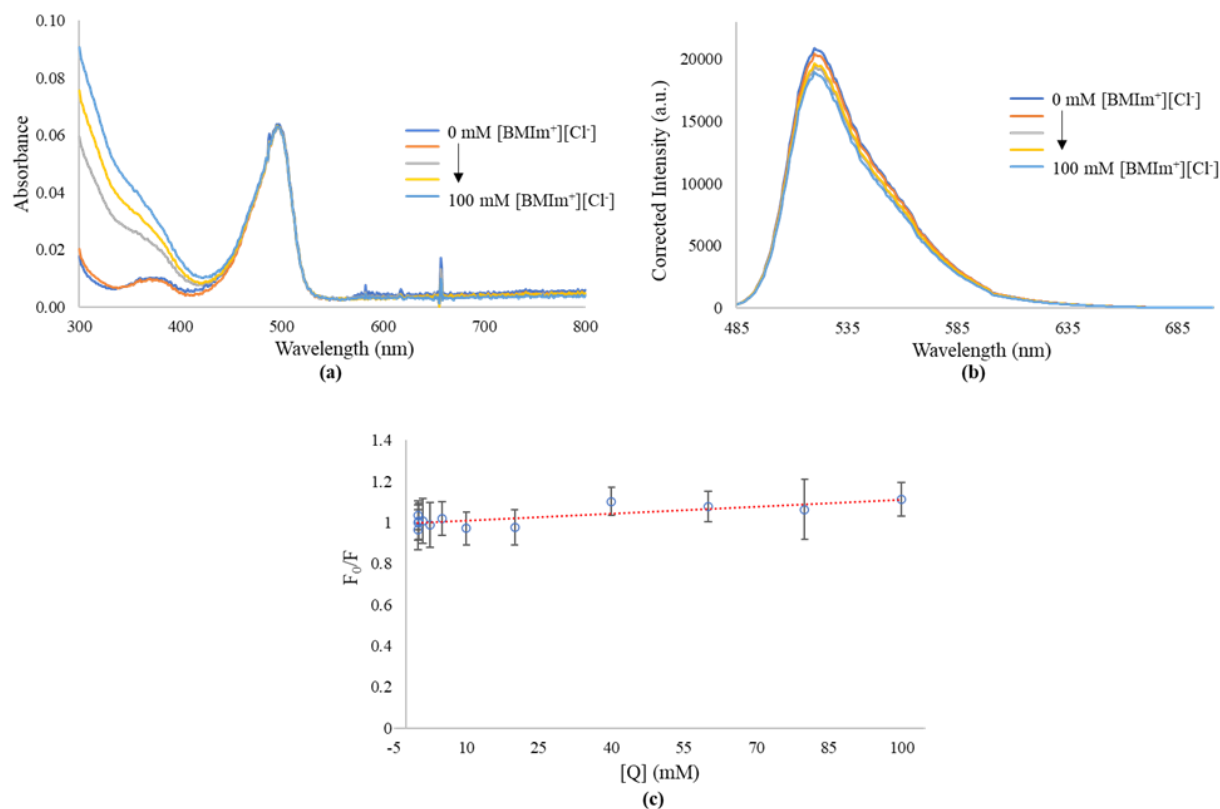 0.10
0.08
0.06
0.04
0.02
0.00
Absorbance
0 mM [BMIm⁺][Cl⁻]
100 mM [BMIm⁺][Cl⁻]
300 400 500 600 700 800
Wavelength (nm)
(a)
20000
15000
10000
5000
0
Corrected Intensity (a.u.)
0 mM [BMIm⁺][Cl⁻]
100 mM [BMIm⁺][Cl⁻]
485 535 585 635 685
Wavelength (nm)
(b)
1.4
1.2
1
0.8
0.6
0.4
0.2
0
F₀/F
-5 10 25 40 55 70 85 100
[Q] (mM)
(c)